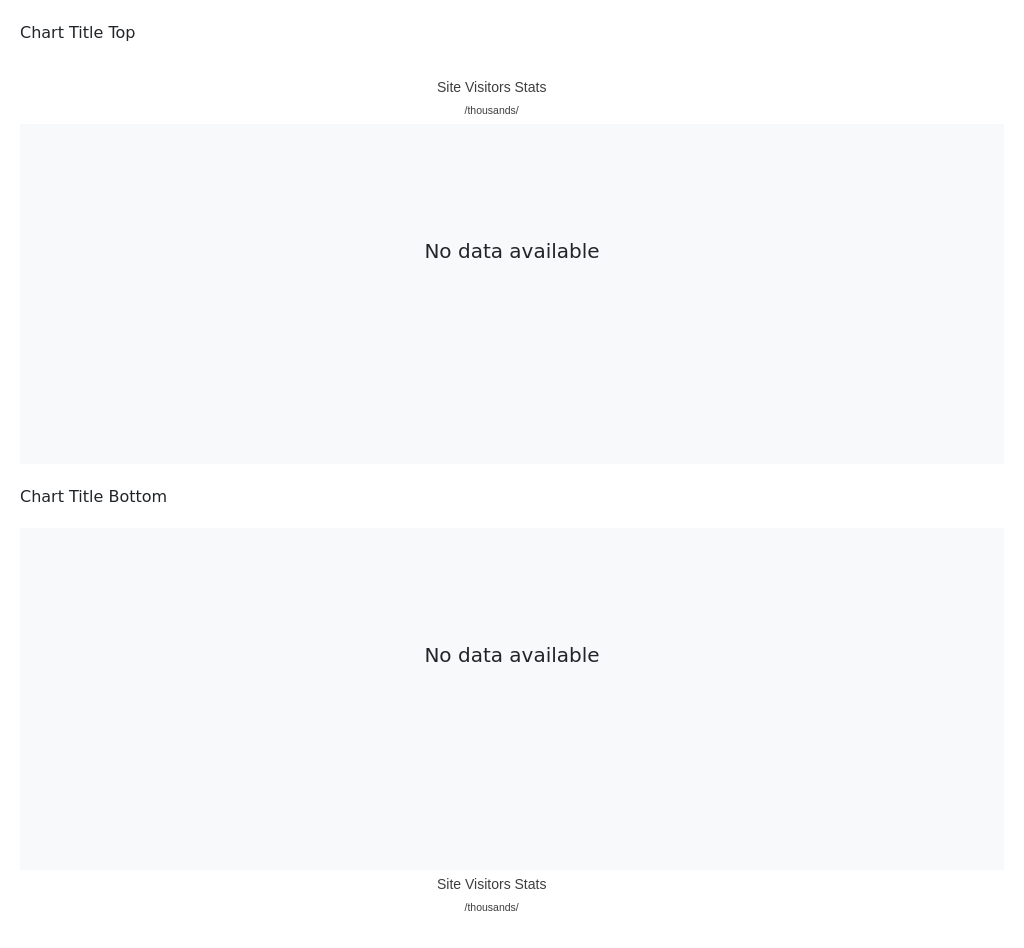 Chart Title Top
Site Visitors Stats
/thousands/
No data available
Chart Title Bottom
No data available
Site Visitors Stats
/thousands/